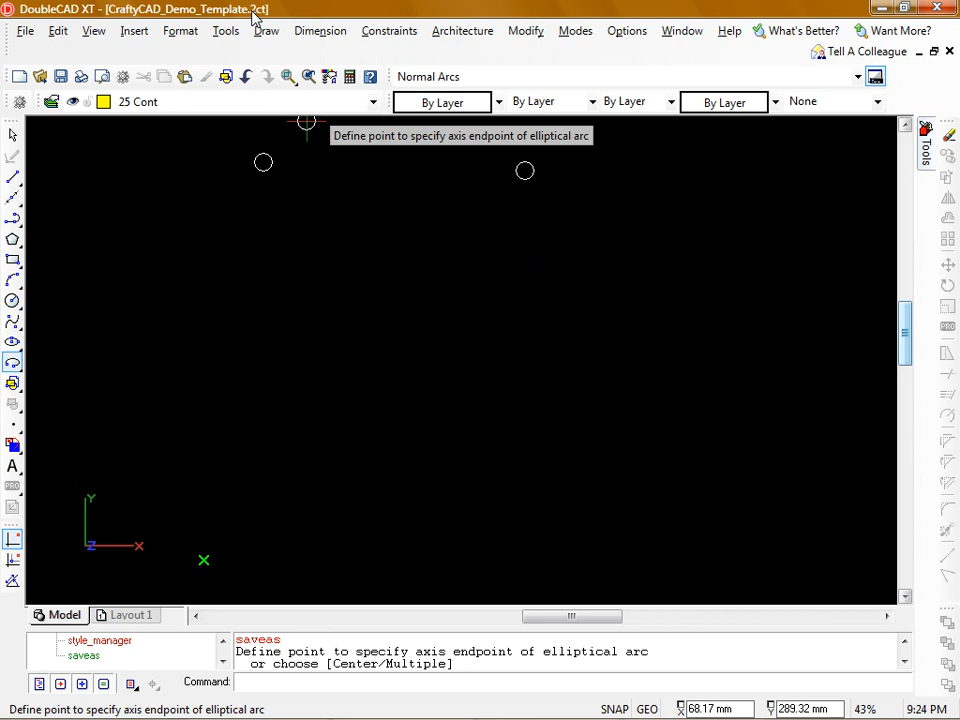 DoubleCAD XT - [CraftyCAD_Demo_Template.2ct]
File Edit View Insert Format Tools Draw Dimension Constraints Architecture Modify Modes Options Window Help What's Better? Want More?
Tell A Colleague
Normal Arcs
25 Cont By Layer By Layer By Layer By Layer None
Define point to specify axis endpoint of elliptical arc
Tools
PRO
PRO
Y
Z X
Model Layout 1
style_manager
saveas
saveas
Define point to specify axis endpoint of elliptical arc
or choose [Center/Multiple]
Command:
Define point to specify axis endpoint of elliptical arc SNAP GEO X 68.17 mm Y 289.32 mm 43% 9:24 PM